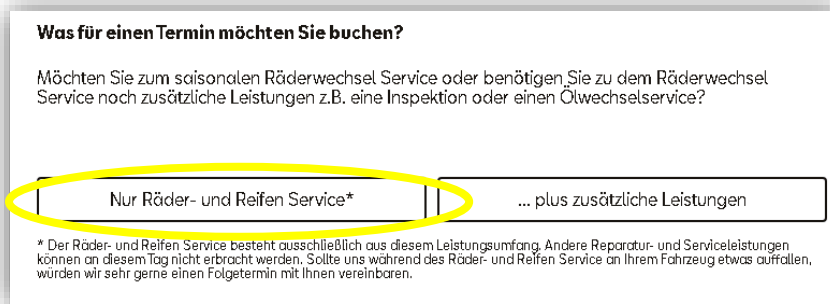 Was für einen Termin möchten Sie buchen?
Möchten Sie zum saisonalen Räderwechsel Service oder benötigen Sie zu dem Räderwechsel
Service noch zusätzliche Leistungen z.B. eine Inspektion oder einen Ölwechselservice?
Nur Räder- und Reifen Service*
... plus zusätzliche Leistungen
* Der Räder- und Reifen Service besteht ausschließlich aus diesem Leistungsumfang. Andere Reparatur- und Serviceleistungen
können an diesem Tag nicht erbracht werden. Sollte uns während des Räder- und Reifen Service an Ihrem Fahrzeug etwas auffallen,
würden wir sehr gerne einen Folgetermin mit Ihnen vereinbaren.